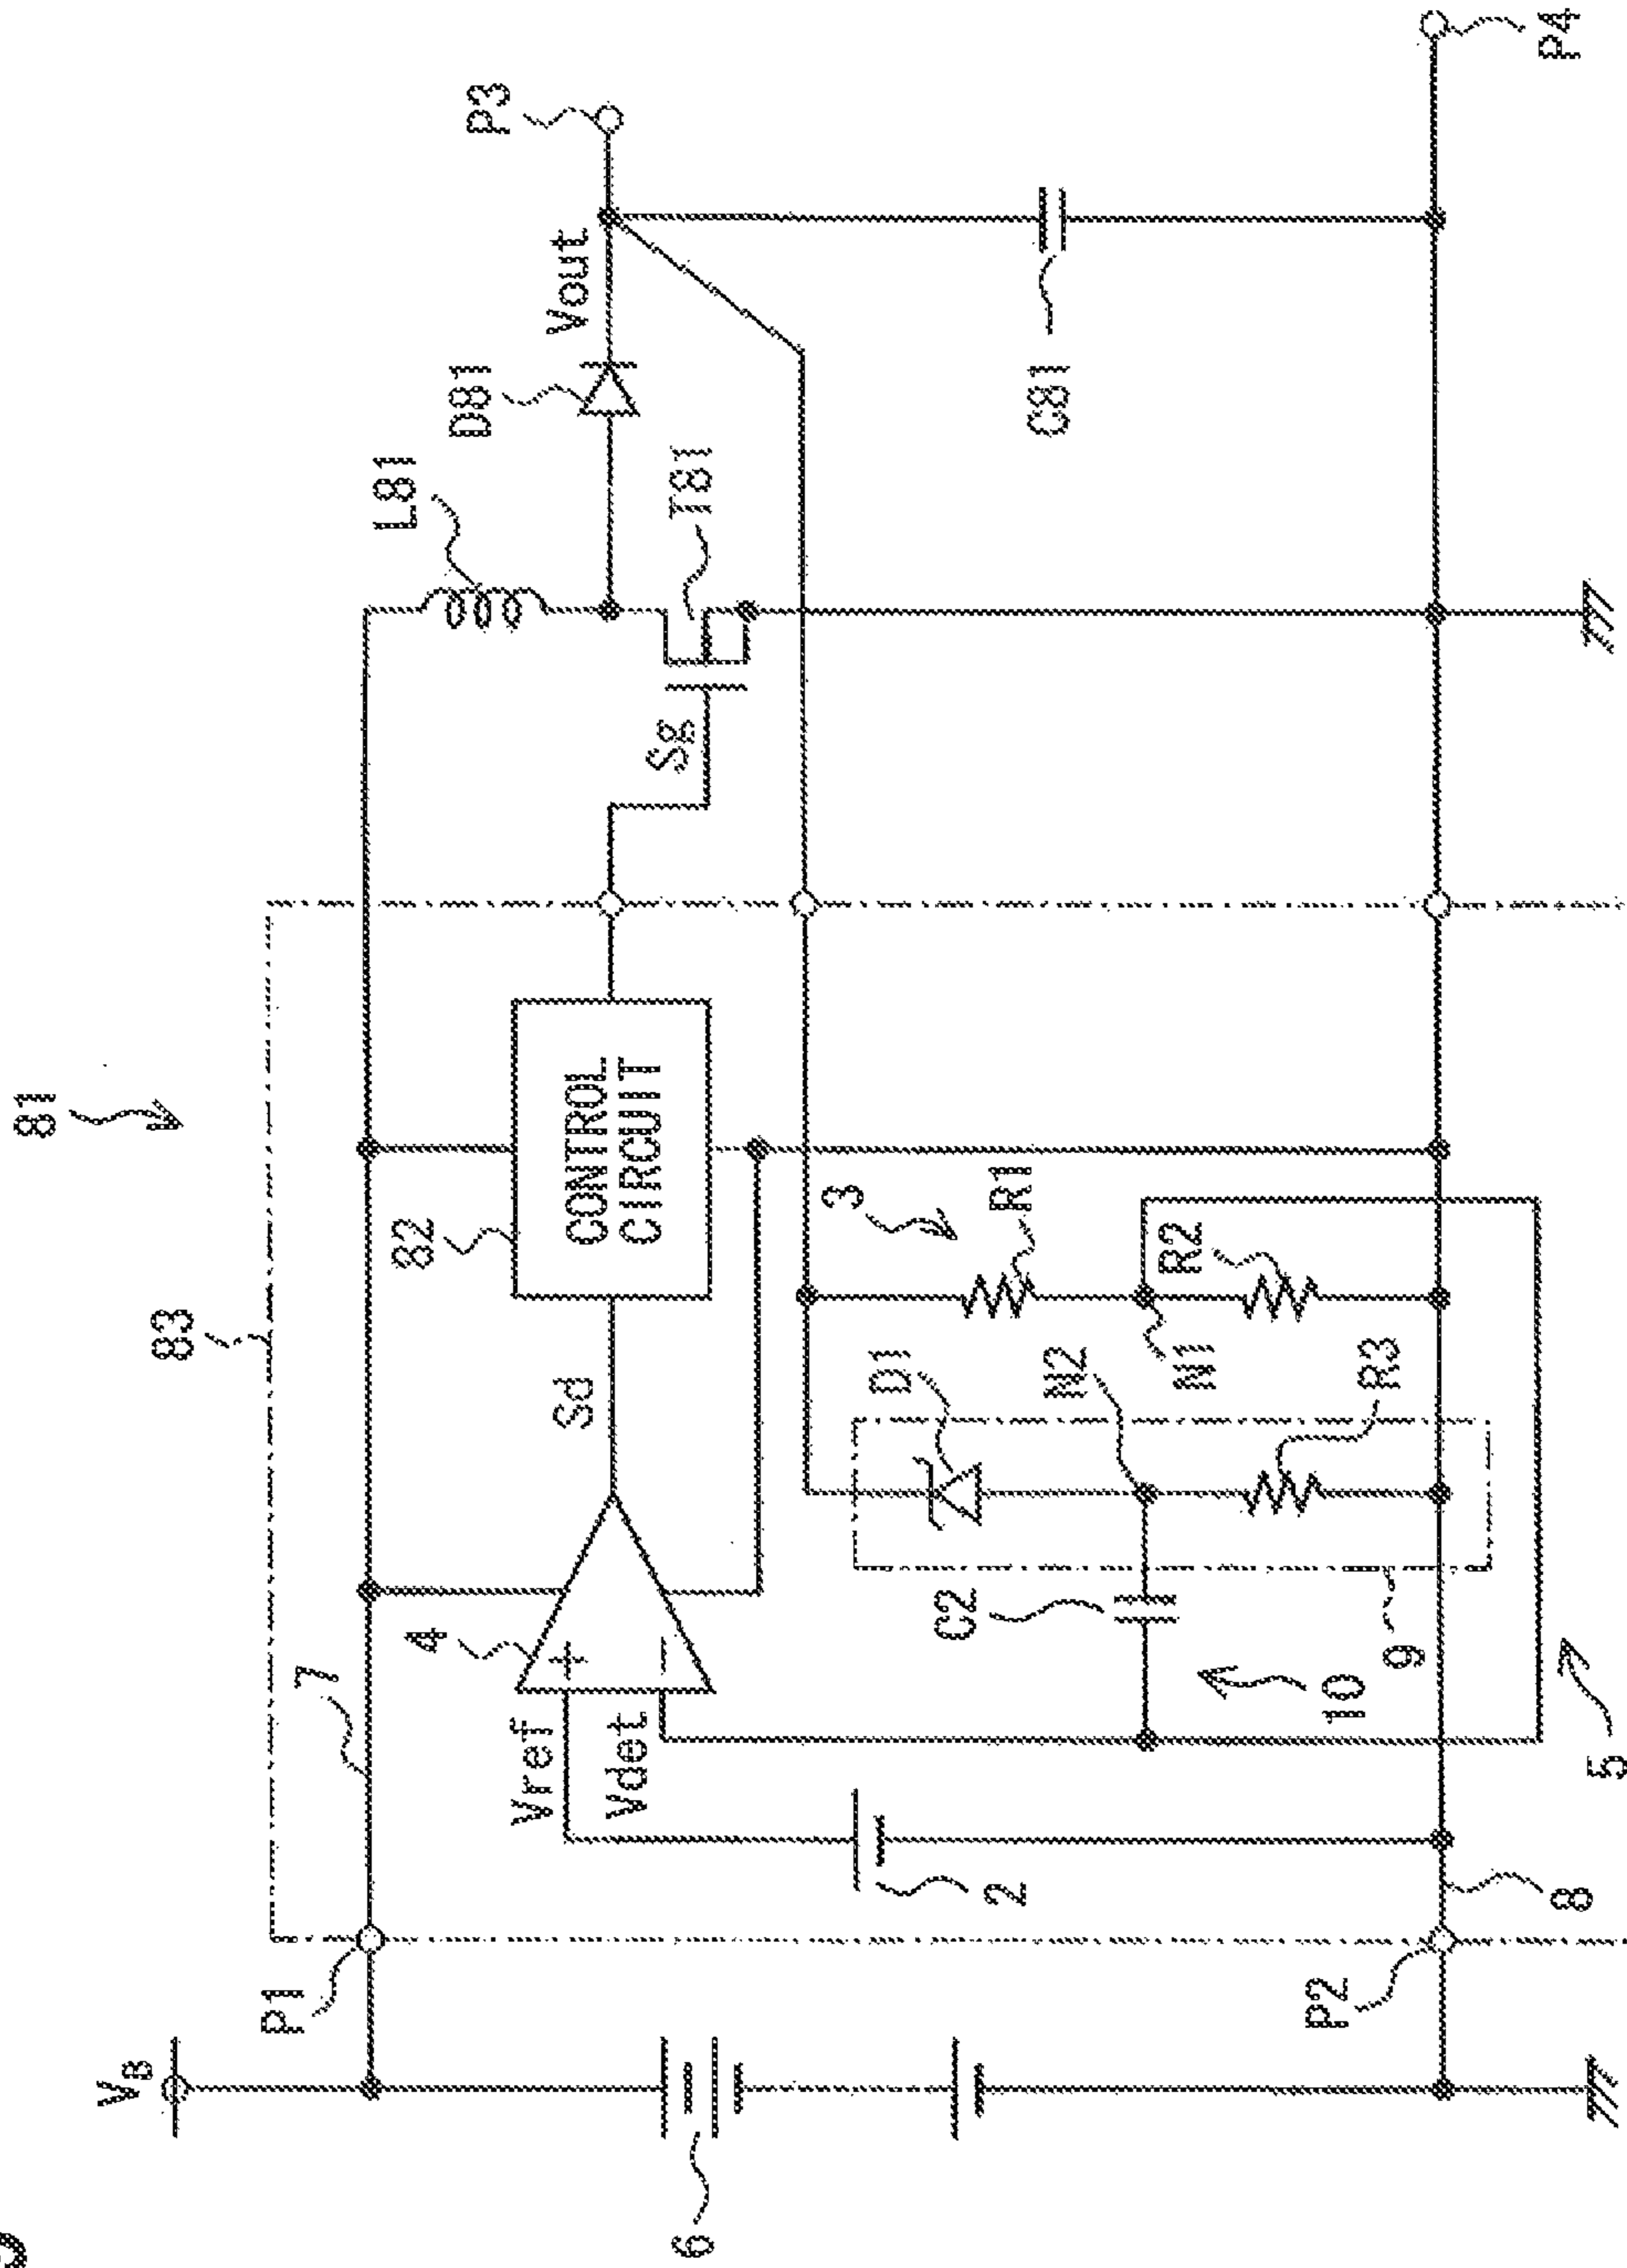 81
83
VB
P1
7
82
CONTROL
CIRCUIT
L81
D81
P3
Vout
T81
Sg
4
Sd
+
−
Vref
Vdet
6
2
C2
10
9
D1
N2
3
R1
R2
N1
R3
C81
P2
8
5
P4